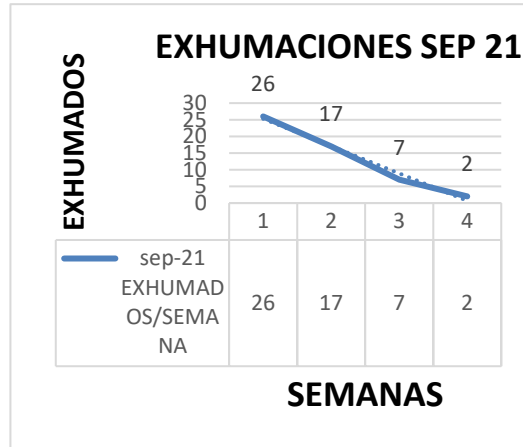 EXHUMACIONES SEP 21
EXHUMADOS
26
17
7
2
30
25
20
15
10
5
0
1 2 3 4
sep-21
EXHUMAD
OS/SEMA
NA
26 17 7 2
SEMANAS